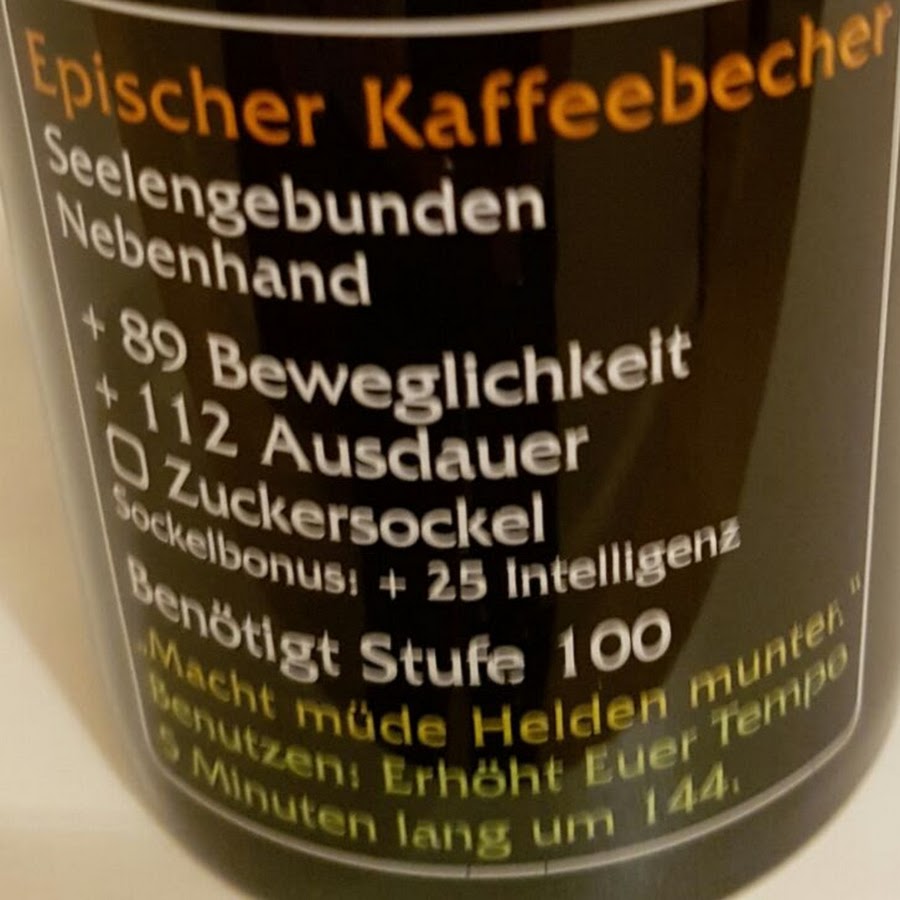 Epischer Kaffeebecher
Seelengebunden
Nebenhand
+ 89 Beweglichkeit
+ 112 Ausdauer
Zuckersockel
Sockelbonus: + 25 Intelligenz
Benötigt Stufe 100
„Macht müde Helden munter."
Benutzen: Erhöht Euer Tempo
5 Minuten lang um 144.